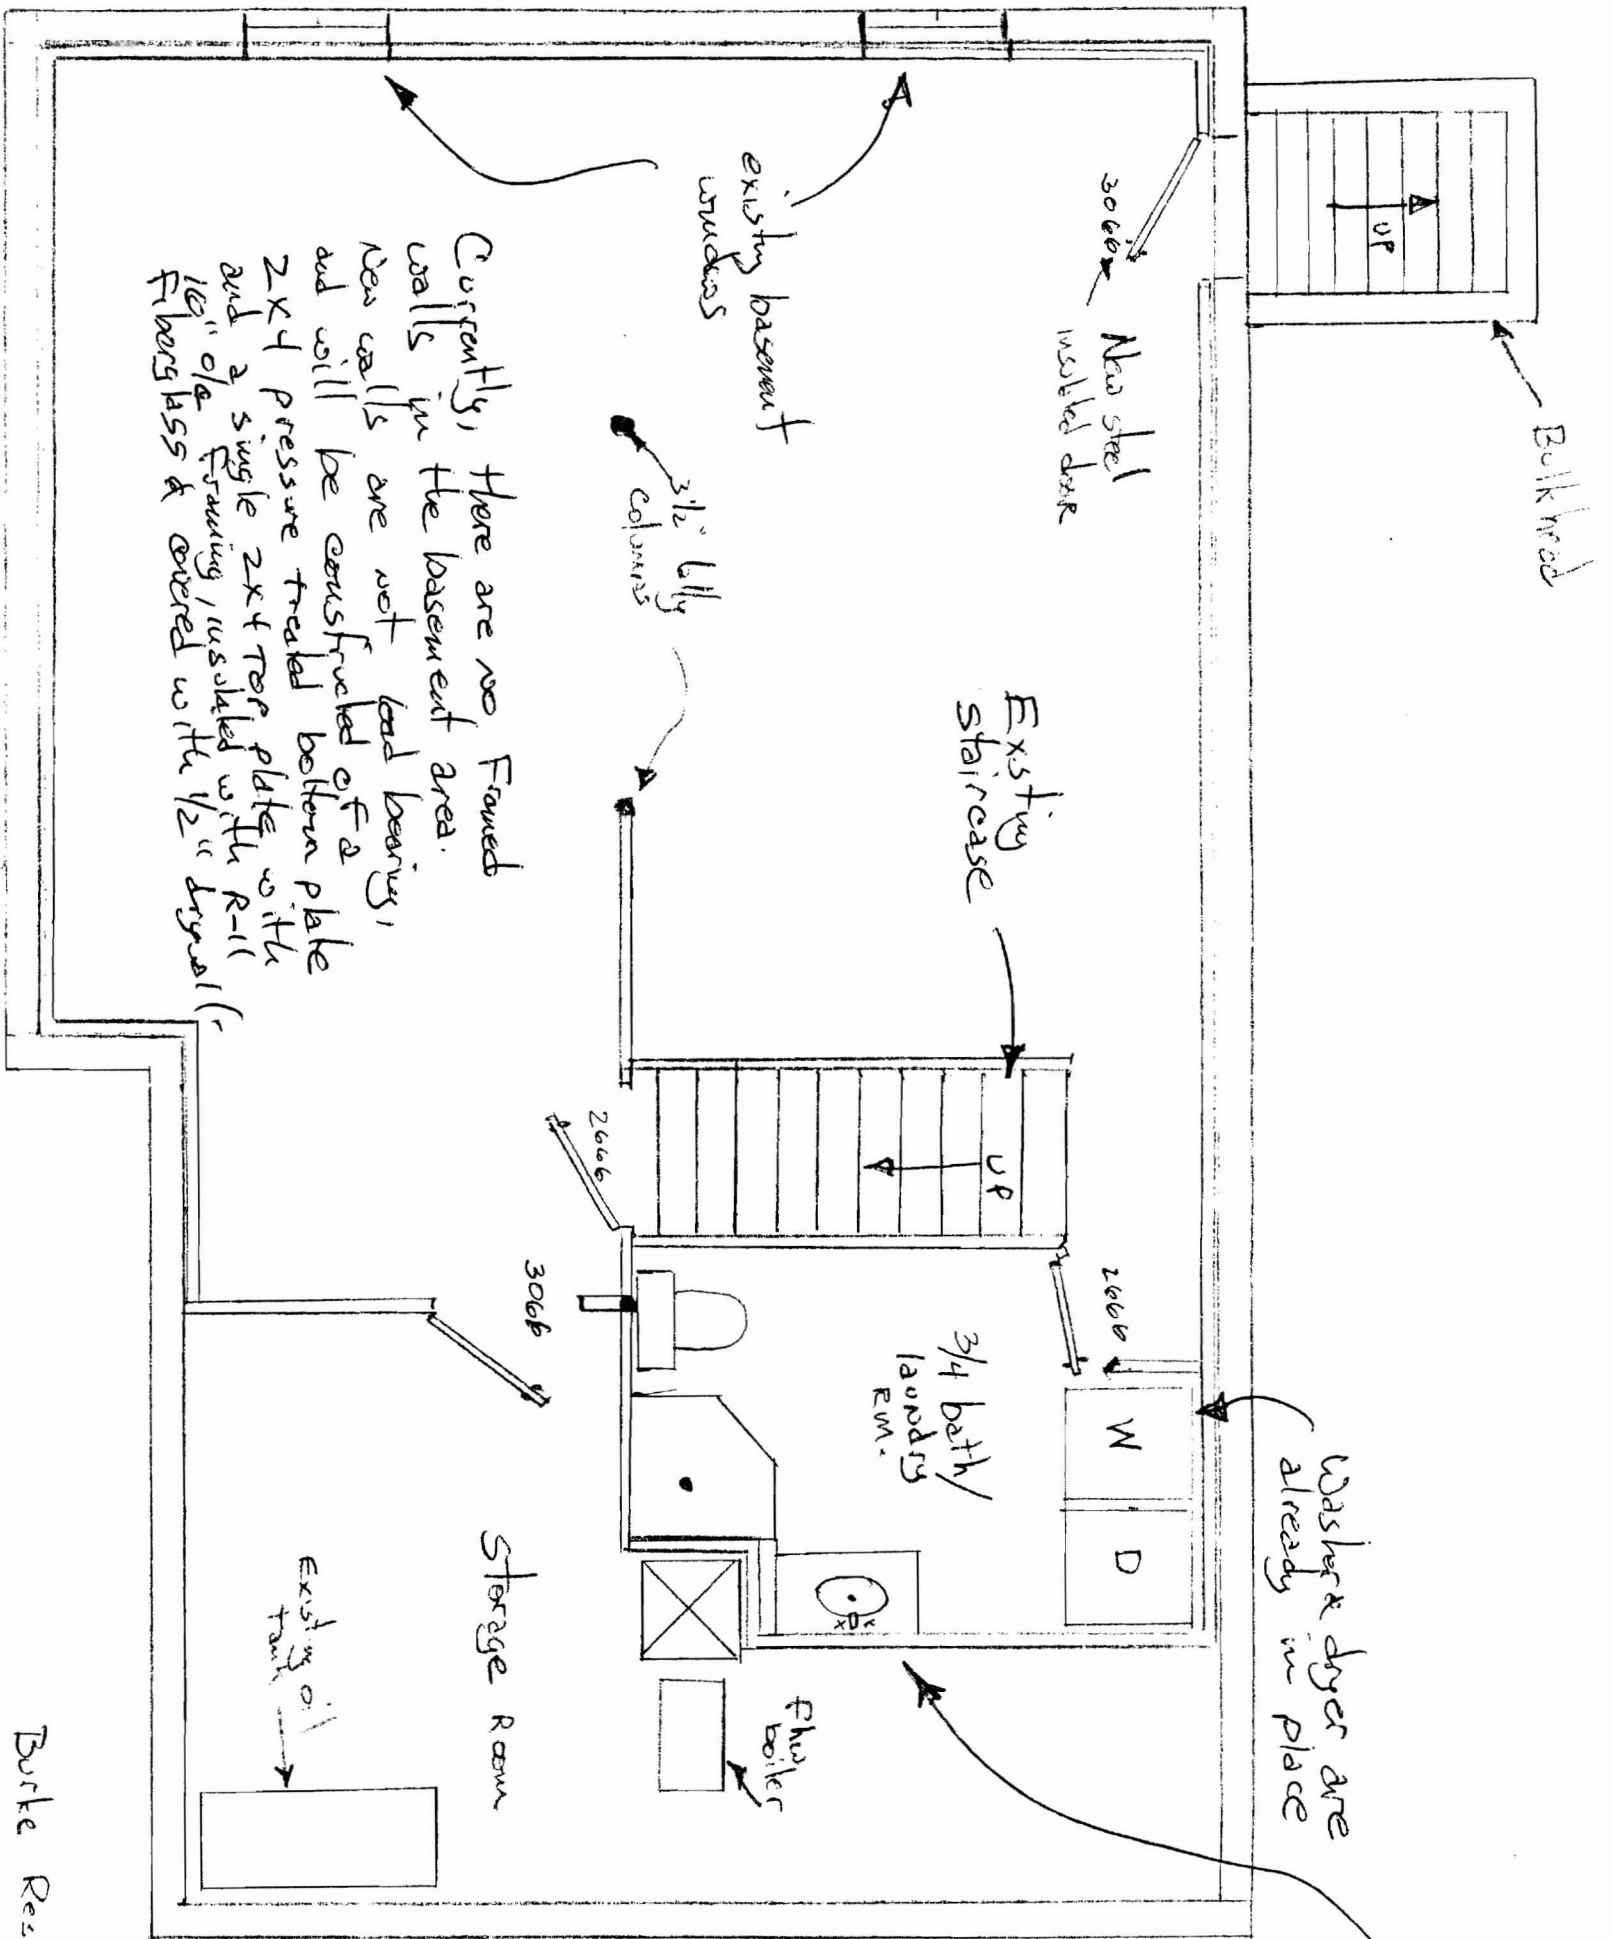 Bulkhead
UP
3066
New steel
insulated door
existing basement
windows
3 1/2" lally
columns
Existing
staircase
Currently, there are no framed
walls in the basement area.
New walls are not load bearing,
and will be constructed of a
2x4 pressure treated bottom plate
and a single 2x4 top plate with
16" o/c framing, insulated with R-11
Fiberglass & covered with 1/2" drywall.
UP
2666
2666
3066
3/4 bath/
laundry
rm.
W
D
Washer & dryer are
already in place
Storage Room
Fhw
boiler
Existing oil
tank
Burke Res